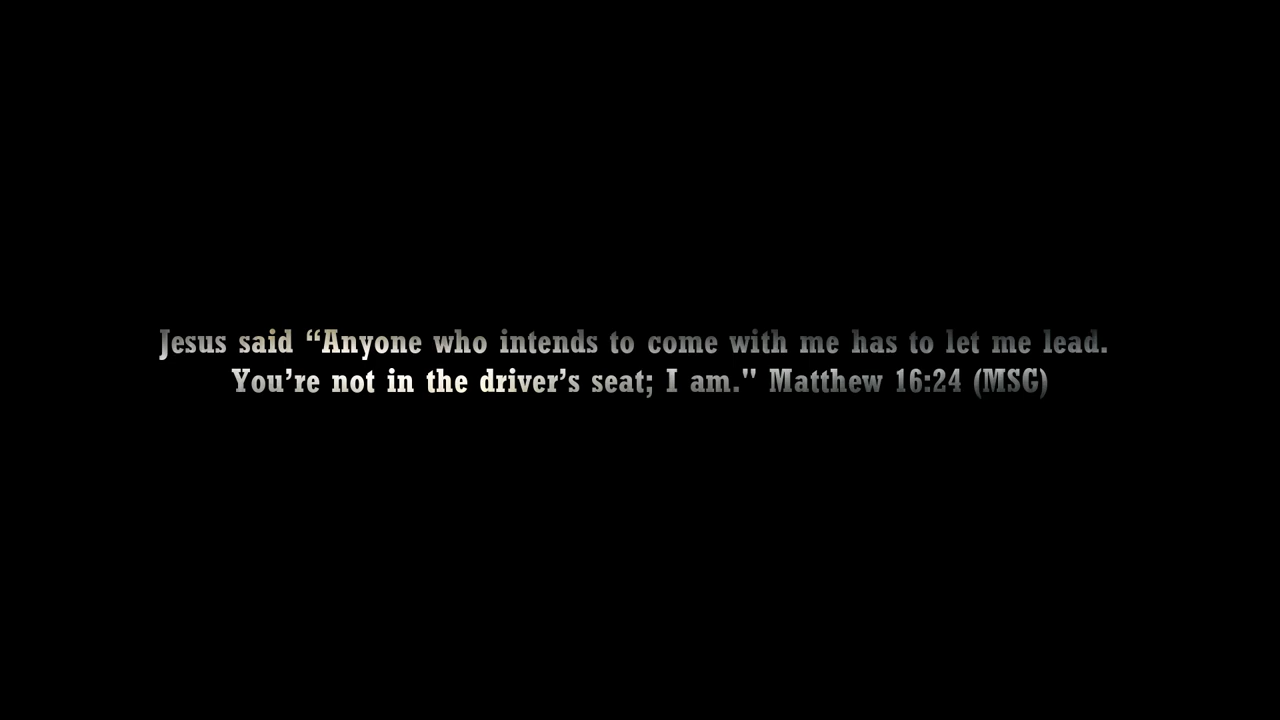 Jesus said “Anyone who intends to come with me has to let me lead.
You’re not in the driver’s seat; I am." Matthew 16:24 (MSG)